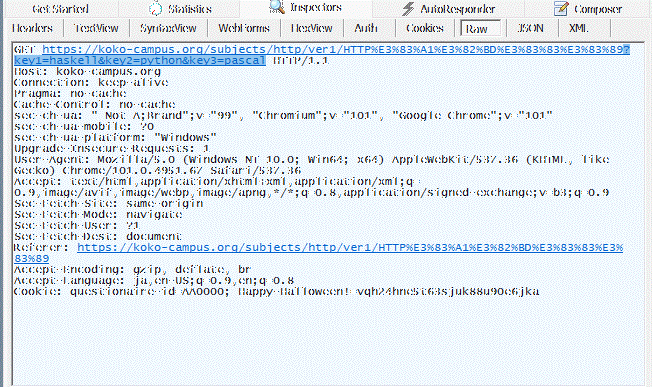 Get Started Statistics Inspectors AutoResponder Composer
Headers TextView SyntaxView WebForms HexView Auth Cookies Raw JSON XML
GET https://koko-campus.org/subjects/http/ver1/HTTP%E3%83%A1%E3%82%BD%E3%83%83%E3%83%89?
key1=haskell&key2=python&key3=pascal HTTP/1.1
Host: koko-campus.org
Connection: keep-alive
Pragma: no-cache
Cache-Control: no-cache
sec-ch-ua: " Not A;Brand";v="99", "Chromium";v="101", "Google Chrome";v="101"
sec-ch-ua-mobile: ?0
sec-ch-ua-platform: "Windows"
Upgrade-Insecure-Requests: 1
User-Agent: Mozilla/5.0 (Windows NT 10.0; Win64; x64) AppleWebKit/537.36 (KHTML, like
Gecko) Chrome/101.0.4951.67 Safari/537.36
Accept: text/html,application/xhtml+xml,application/xml;q=
0.9,image/avif,image/webp,image/apng,*/*;q=0.8,application/signed-exchange;v=b3;q=0.9
Sec-Fetch-Site: same-origin
Sec-Fetch-Mode: navigate
Sec-Fetch-User: ?1
Sec-Fetch-Dest: document
Referer: https://koko-campus.org/subjects/http/ver1/HTTP%E3%83%A1%E3%82%BD%E3%83%83%E3%
83%89
Accept-Encoding: gzip, deflate, br
Accept-Language: ja,en-US;q=0.9,en;q=0.8
Cookie: questionaire_id=AA0000; Happy-Halloween!=vqh24hne5t63sjuk88u90e6jka